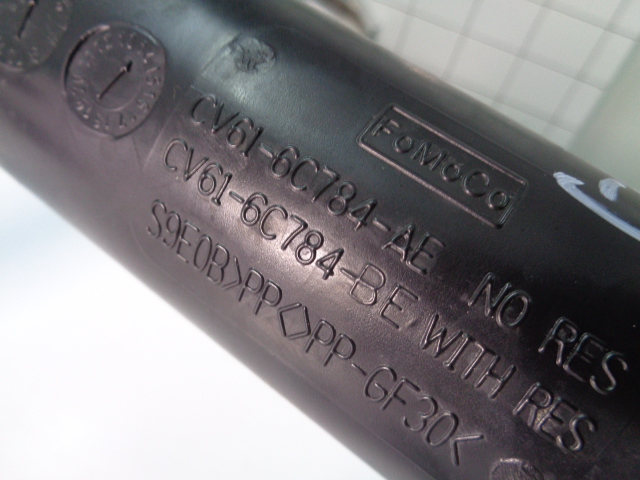 FoMoCo
CV61-6C784-AE NO RES
CV61-6C784-BE WITH RES
S9E0B>PP<>PP-GF30<